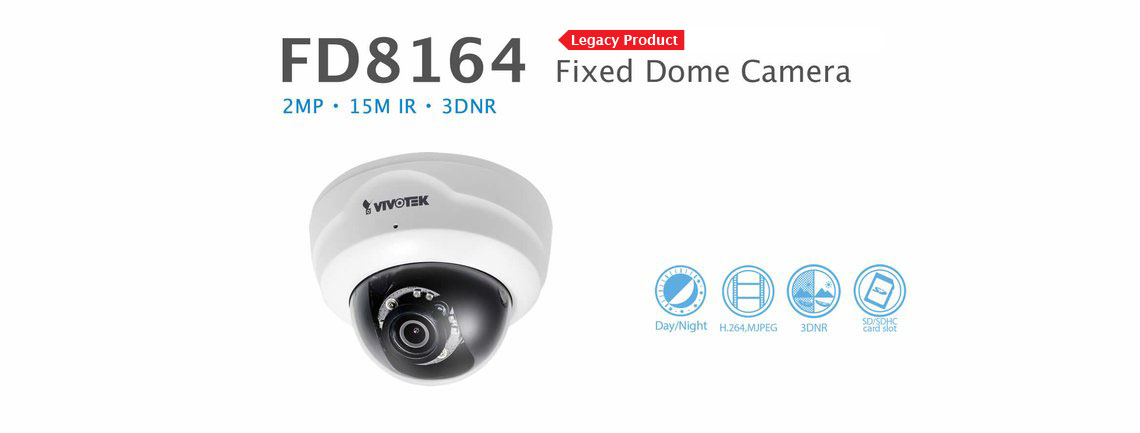 Legacy Product
FD8164 Fixed Dome Camera
2MP • 15M IR • 3DNR
VIVOTEK
Day/Night
H.264,MJPEG
3DNR
SD/SDHC
card slot